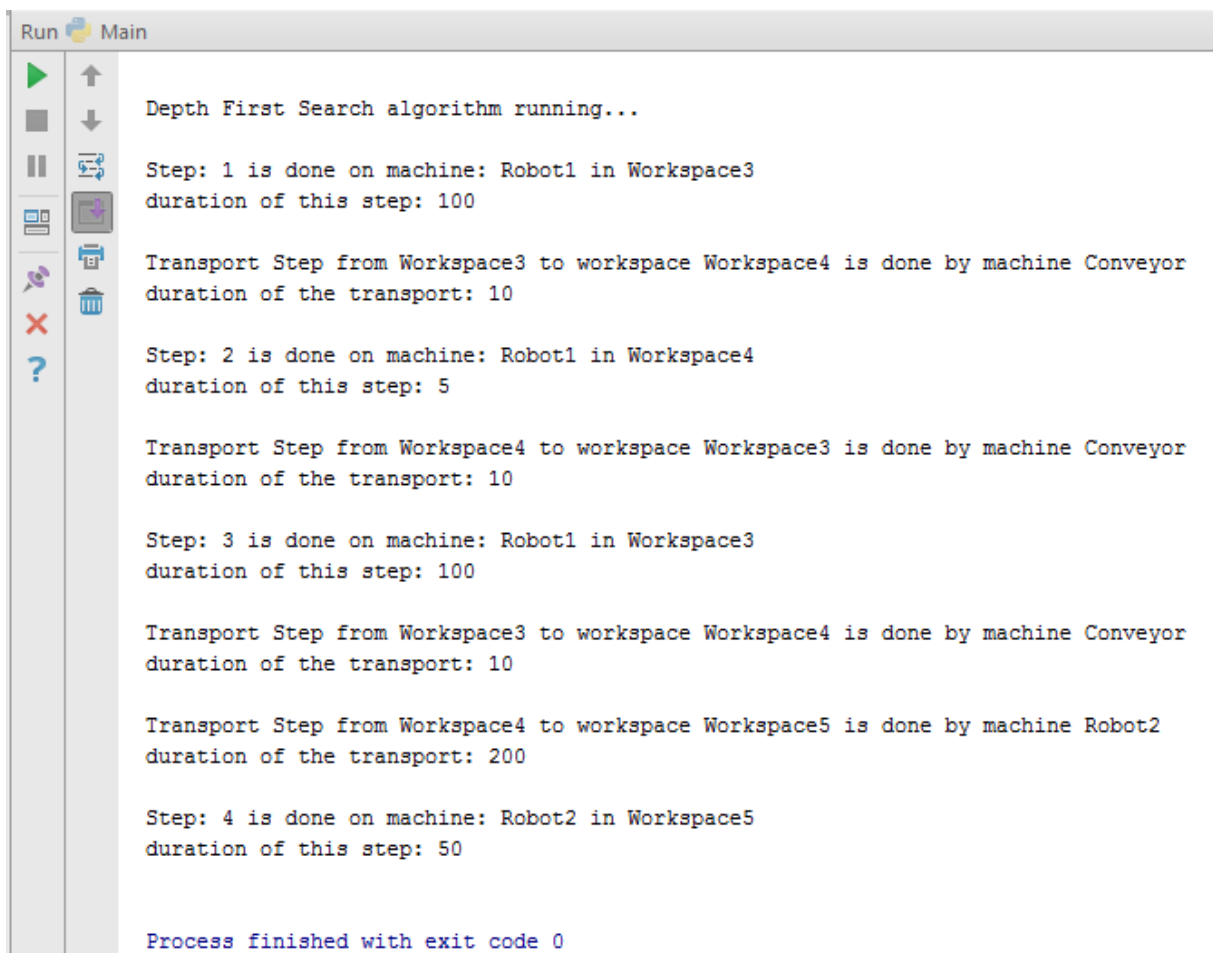 Run Main
Depth First Search algorithm running...
Step: 1 is done on machine: Robot1 in Workspace3
duration of this step: 100
Transport Step from Workspace3 to workspace Workspace4 is done by machine Conveyor
duration of the transport: 10
Step: 2 is done on machine: Robot1 in Workspace4
duration of this step: 5
Transport Step from Workspace4 to workspace Workspace3 is done by machine Conveyor
duration of the transport: 10
Step: 3 is done on machine: Robot1 in Workspace3
duration of this step: 100
Transport Step from Workspace3 to workspace Workspace4 is done by machine Conveyor
duration of the transport: 10
Transport Step from Workspace4 to workspace Workspace5 is done by machine Robot2
duration of the transport: 200
Step: 4 is done on machine: Robot2 in Workspace5
duration of this step: 50
Process finished with exit code 0